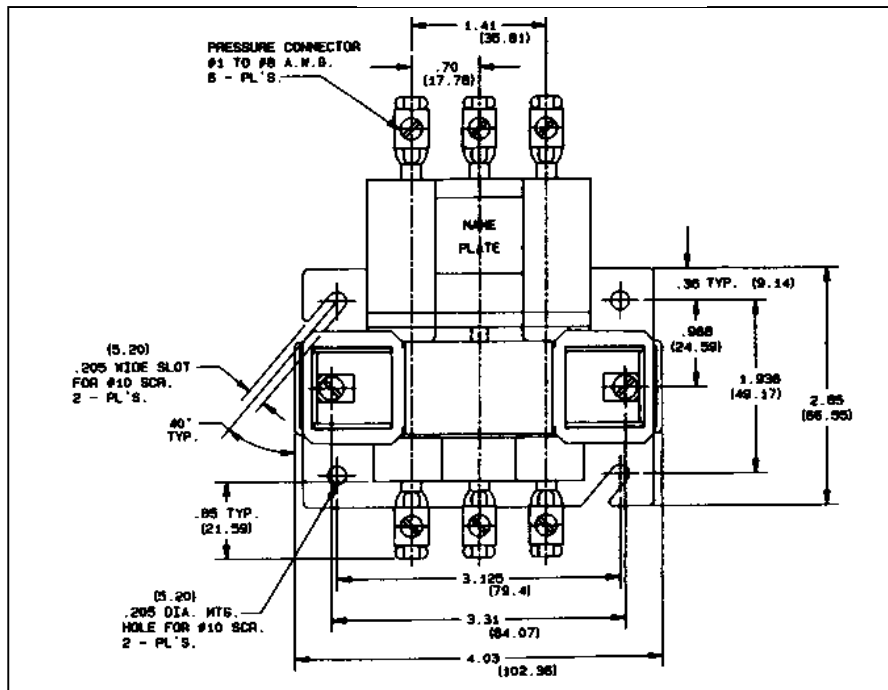 1.41
(35.81)
PRESSURE CONNECTOR
#1 TO #8 A.W.G.
6 - PL'S.
.70
(17.78)
NAME
PLATE
.36 TYP. (9.14)
.968
(24.59)
1.936
(49.17)
2.65
(66.55)
(5.20)
.205 WIDE SLOT
FOR #10 SCR.
2 - PL'S.
40°
TYP.
.85 TYP.
(21.59)
3.125
(79.4)
(5.20)
.205 DIA. MTG.
HOLE FOR #10 SCR.
2 - PL'S.
3.31
(84.07)
4.03
(102.36)